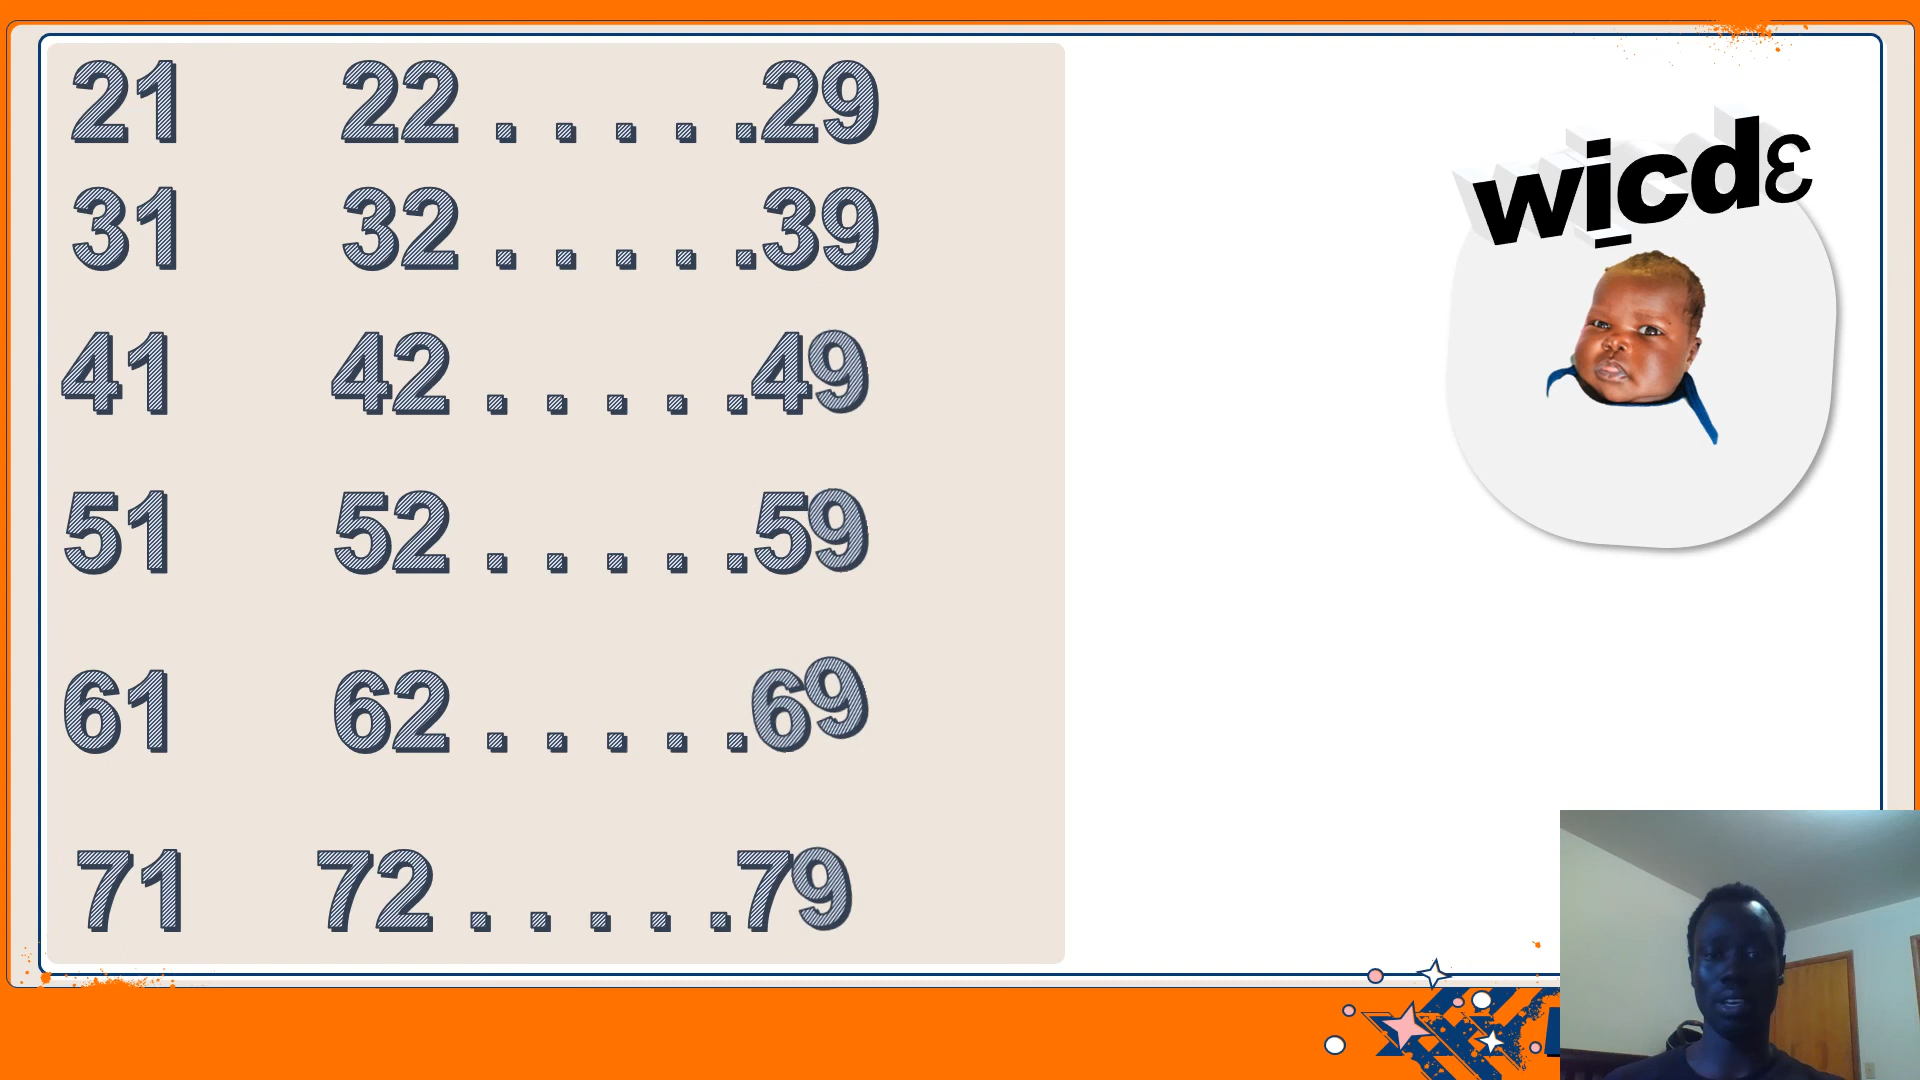 21 22 . . . . .29
31 32 . . . . .39
41 42 . . . . .49
51 52 . . . . .59
61 62 . . . . .69
71 72 . . . . .79
wi̱cdɛ